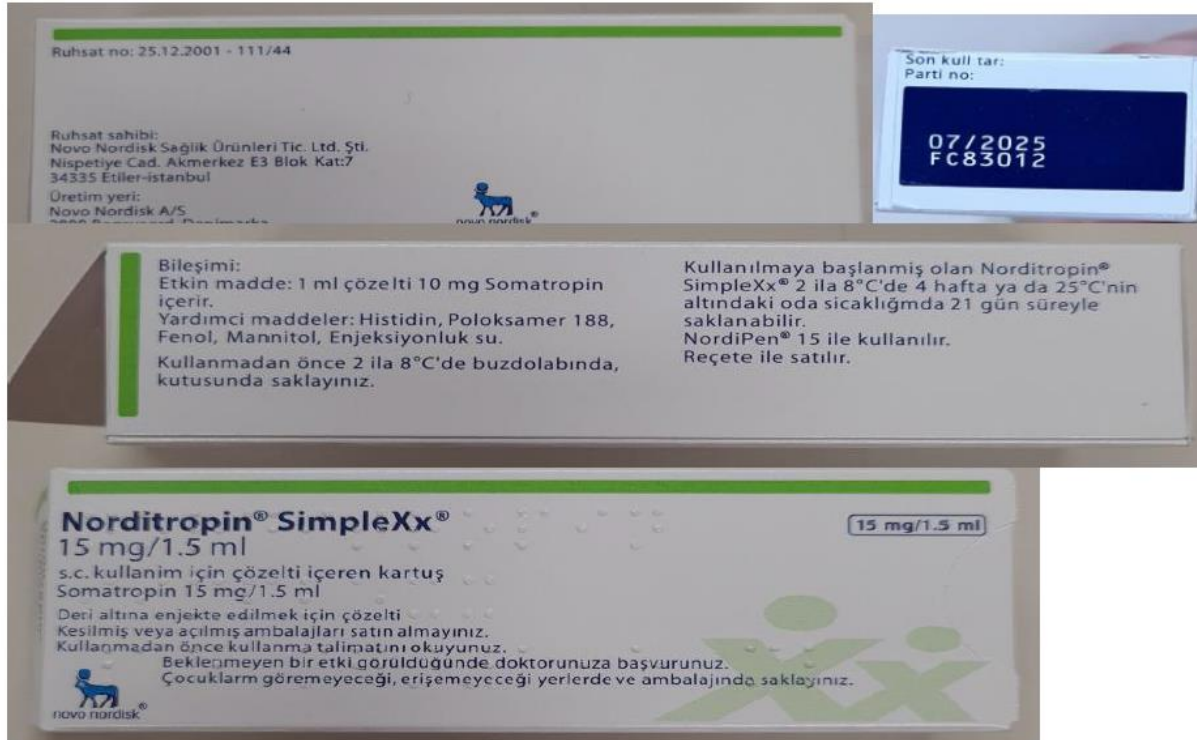 Ruhsat no: 25.12.2001 - 111/44
Ruhsat sahibi:
Novo Nordisk Sağlik Ürünleri Tic. Ltd. Şti.
Nispetiye Cad. Akmerkez E3 Blok Kat:7
34335 Etiler-istanbul
Üretim yeri:
Novo Nordisk A/S
novo nordisk®
Son kull tar:
Parti no:
07/2025
FC83012
Bileşimi:
Etkin madde: 1 ml çözelti 10 mg Somatropin
içerir.
Yardımci maddeler: Histidin, Poloksamer 188,
Fenol, Mannitol, Enjeksiyonluk su.
Kullanmadan önce 2 ila 8°C'de buzdolabında,
kutusunda saklayınız.
Kullanılmaya başlanmiş olan Norditropin®
SimpleXx® 2 ila 8°C'de 4 hafta ya da 25°C'nin
altındaki oda sicaklığmda 21 gün süreyle
saklanabilir.
NordiPen® 15 ile kullanılır.
Reçete ile satılır.
Norditropin® SimpleXx®
15 mg/1.5 ml
15 mg/1.5 ml
s.c. kullanim için çözelti içeren kartuş
Somatropin 15 mg/1.5 ml
Deri altına enjekte edilmek için çözelti
Kesilmiş veya açılmış ambalajları satın almayınız.
Kullanmadan önce kullanma talimatını okuyunuz.
Beklenmeyen bir etki görüldüğünde doktorunuza başvurunuz.
Çocuklarm göremeyeceği, erişemeyeceği yerlerde ve ambalajında saklayınız.
novo nordisk®